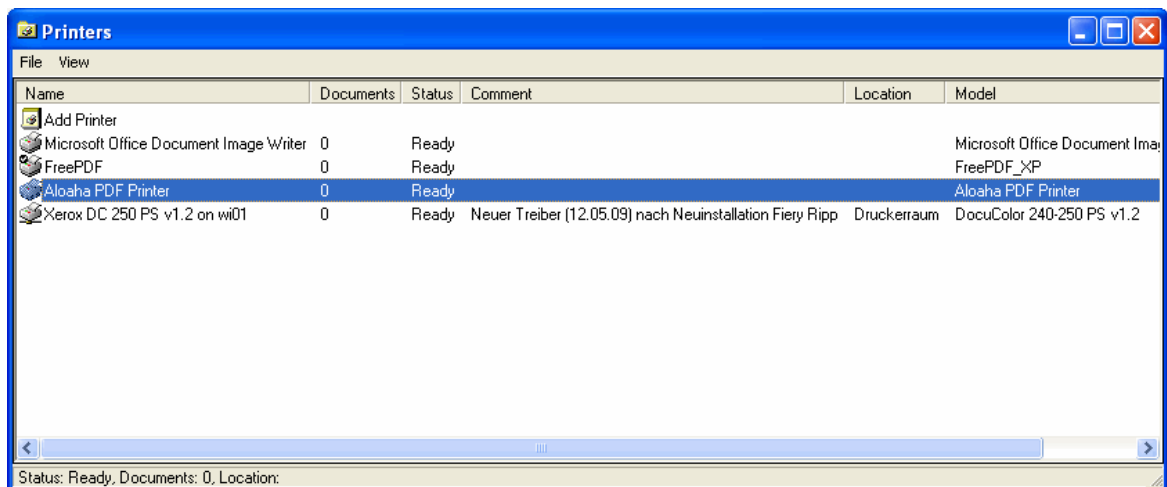 Printers
File View
Name Documents Status Comment Location Model
Add Printer
Microsoft Office Document Image Writer 0 Ready Microsoft Office Document Ima
FreePDF 0 Ready FreePDF_XP
Aloaha PDF Printer 0 Ready Aloaha PDF Printer
Xerox DC 250 PS v1.2 on wi01 0 Ready Neuer Treiber (12.05.09) nach Neuinstallation Fiery Ripp Druckerraum DocuColor 240-250 PS v1.2
Status: Ready, Documents: 0, Location: